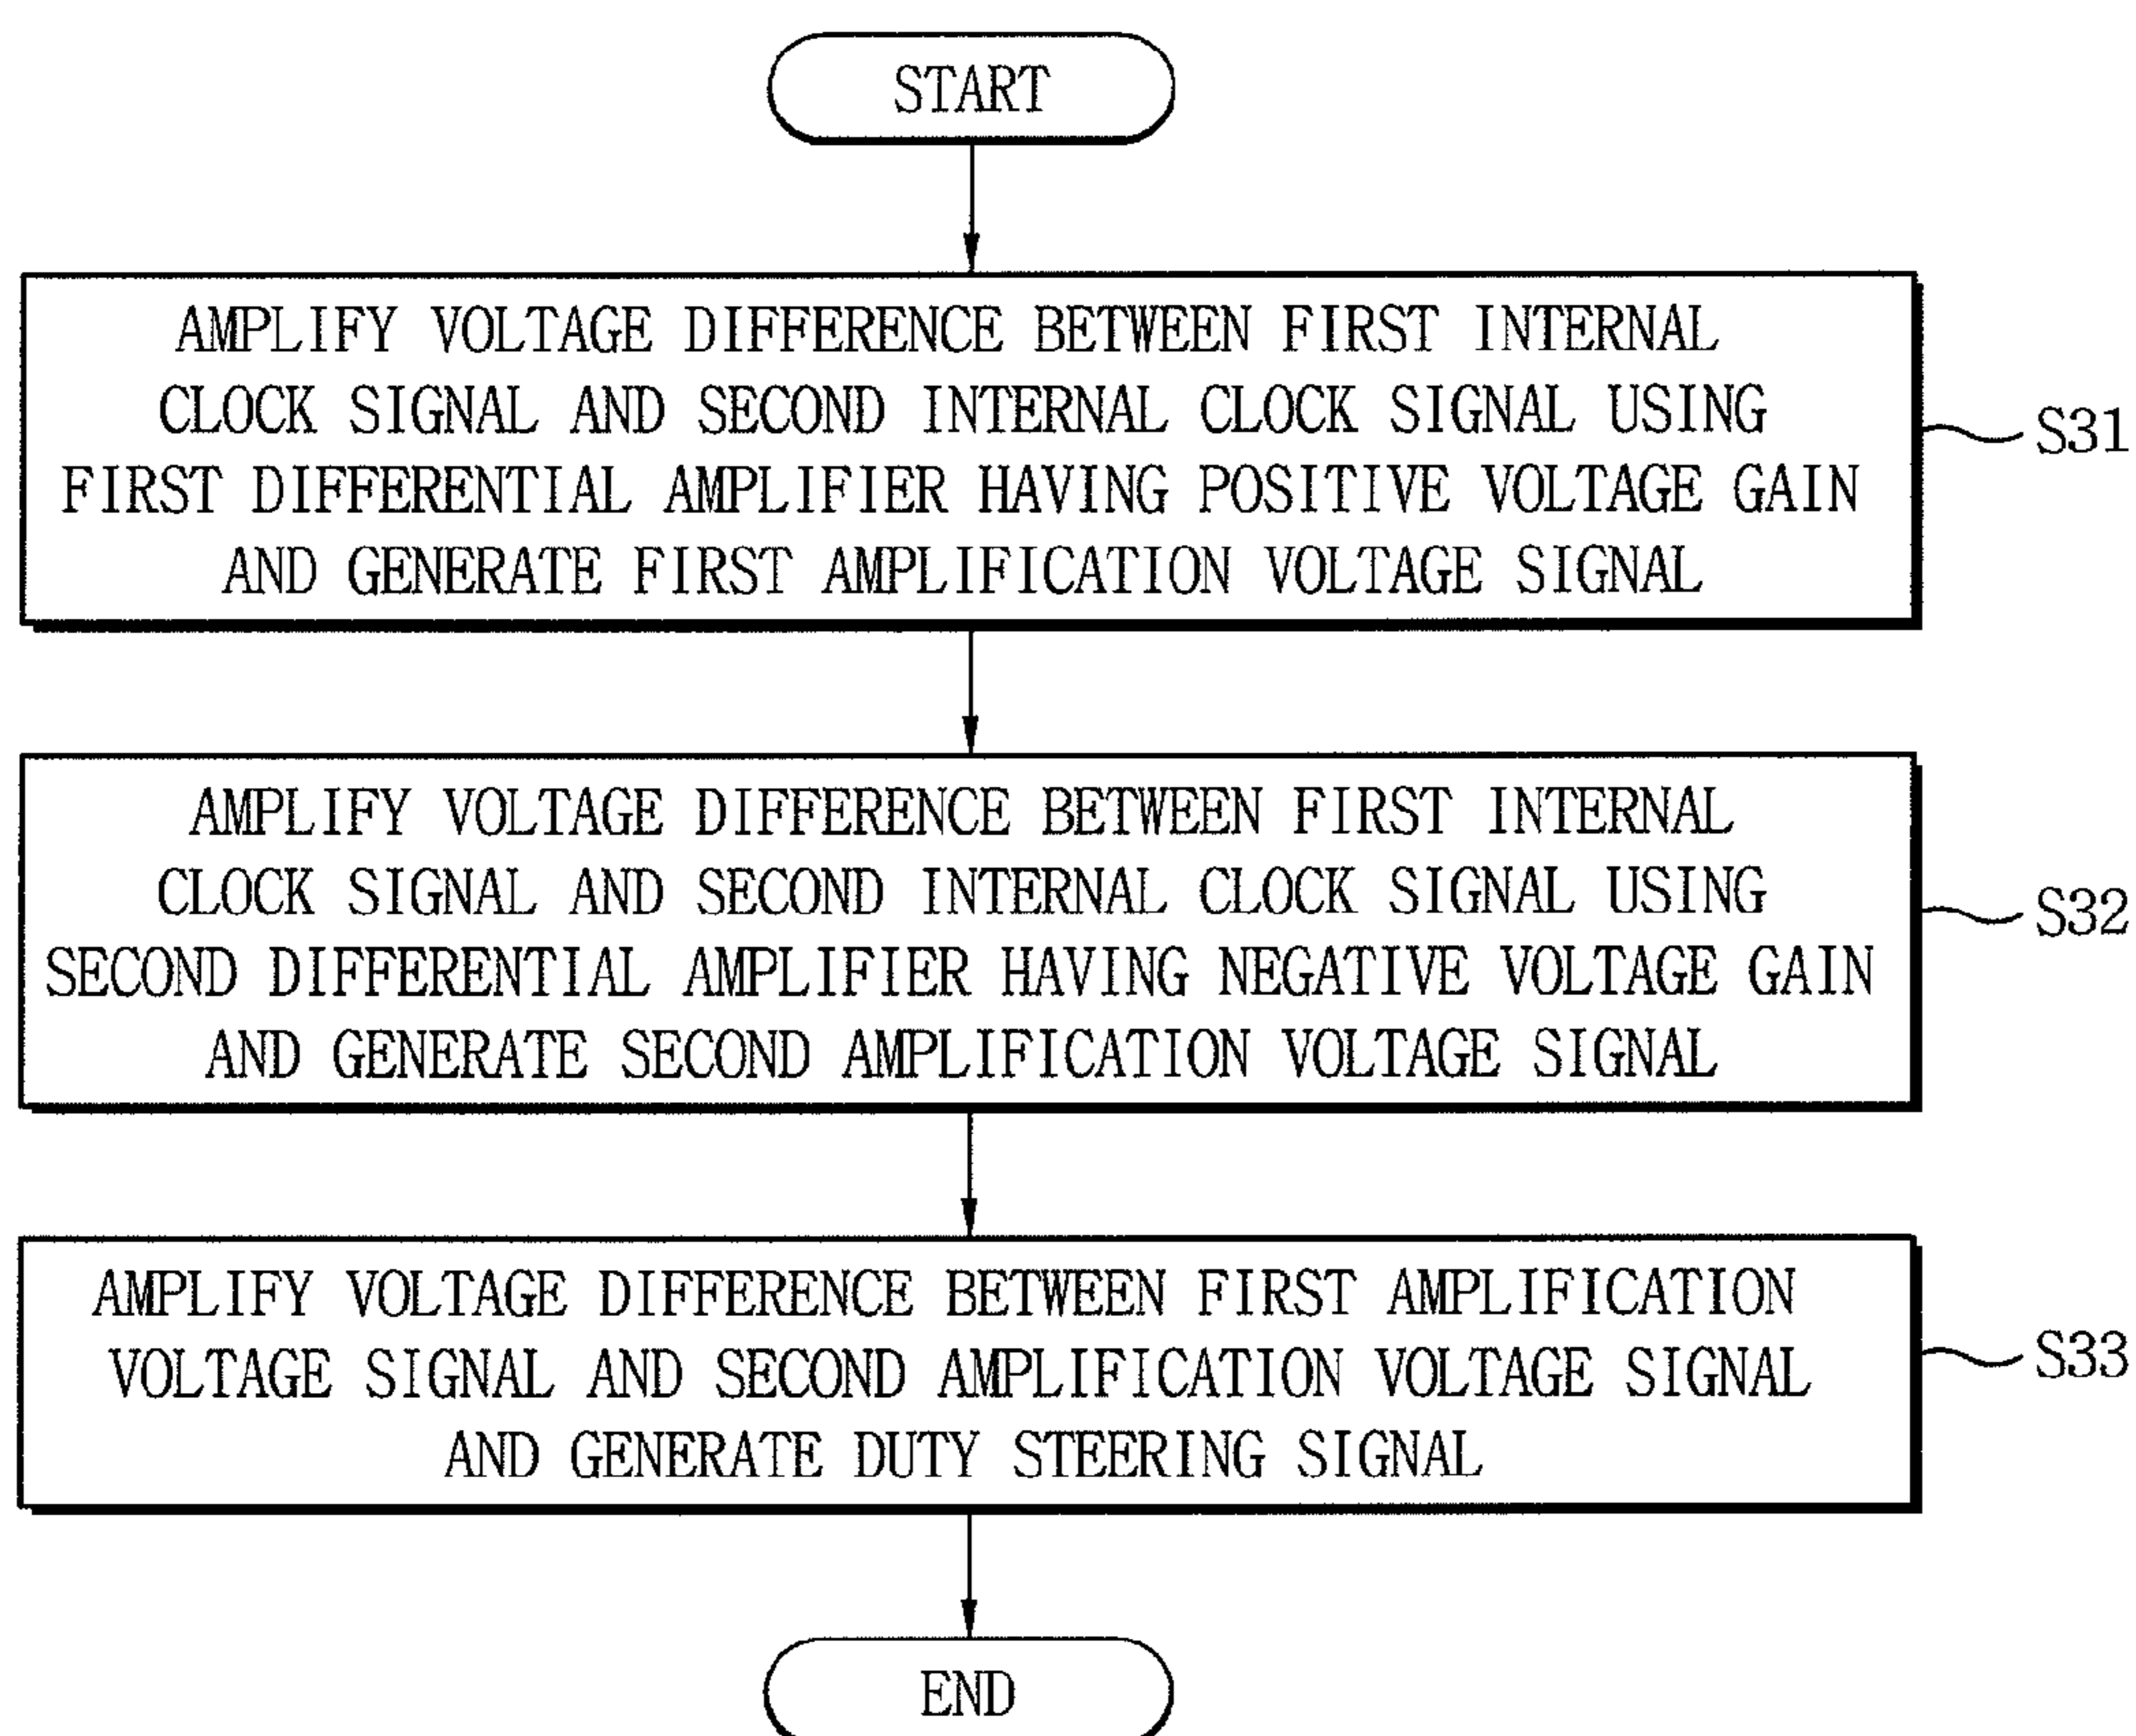 START
AMPLIFY VOLTAGE DIFFERENCE BETWEEN FIRST INTERNAL
CLOCK SIGNAL AND SECOND INTERNAL CLOCK SIGNAL USING
FIRST DIFFERENTIAL AMPLIFIER HAVING POSITIVE VOLTAGE GAIN
AND GENERATE FIRST AMPLIFICATION VOLTAGE SIGNAL
S31
AMPLIFY VOLTAGE DIFFERENCE BETWEEN FIRST INTERNAL
CLOCK SIGNAL AND SECOND INTERNAL CLOCK SIGNAL USING
SECOND DIFFERENTIAL AMPLIFIER HAVING NEGATIVE VOLTAGE GAIN
AND GENERATE SECOND AMPLIFICATION VOLTAGE SIGNAL
S32
AMPLIFY VOLTAGE DIFFERENCE BETWEEN FIRST AMPLIFICATION
VOLTAGE SIGNAL AND SECOND AMPLIFICATION VOLTAGE SIGNAL
AND GENERATE DUTY STEERING SIGNAL
S33
END